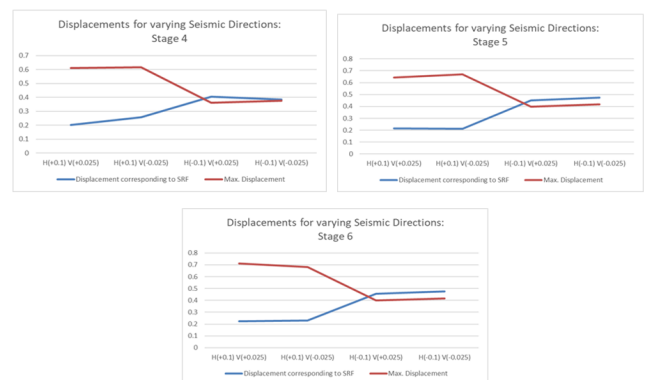 Displacements for varying Seismic Directions:
Stage 4
0.7
0.6
0.5
0.4
0.3
0.2
0.1
0
H(+0.1) V(+0.025) H(+0.1) V(-0.025) H(-0.1) V(+0.025) H(-0.1) V(-0.025)
Displacement corresponding to SRF Max. Displacement
Displacements for varying Seismic Directions:
Stage 5
0.8
0.7
0.6
0.5
0.4
0.3
0.2
0.1
0
H(+0.1) V(+0.025) H(+0.1) V(-0.025) H(-0.1) V(+0.025) H(-0.1) V(-0.025)
Displacement corresponding to SRF Max. Displacement
Displacements for varying Seismic Directions:
Stage 6
0.8
0.7
0.6
0.5
0.4
0.3
0.2
0.1
0
H(+0.1) V(+0.025) H(+0.1) V(-0.025) H(-0.1) V(+0.025) H(-0.1) V(-0.025)
Displacement corresponding to SRF Max. Displacement